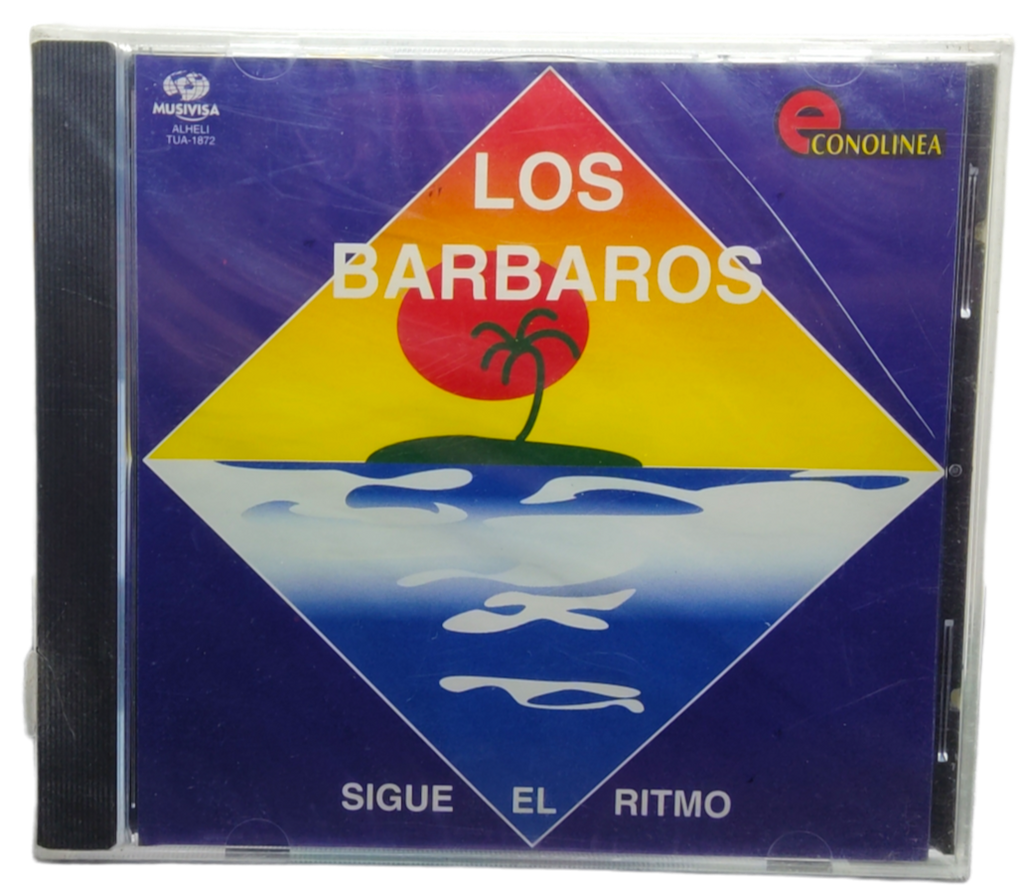 MUSIVISA
ALHELI
TUA-1872
eCONOLINEA
LOS
BARBAROS
SIGUE EL RITMO